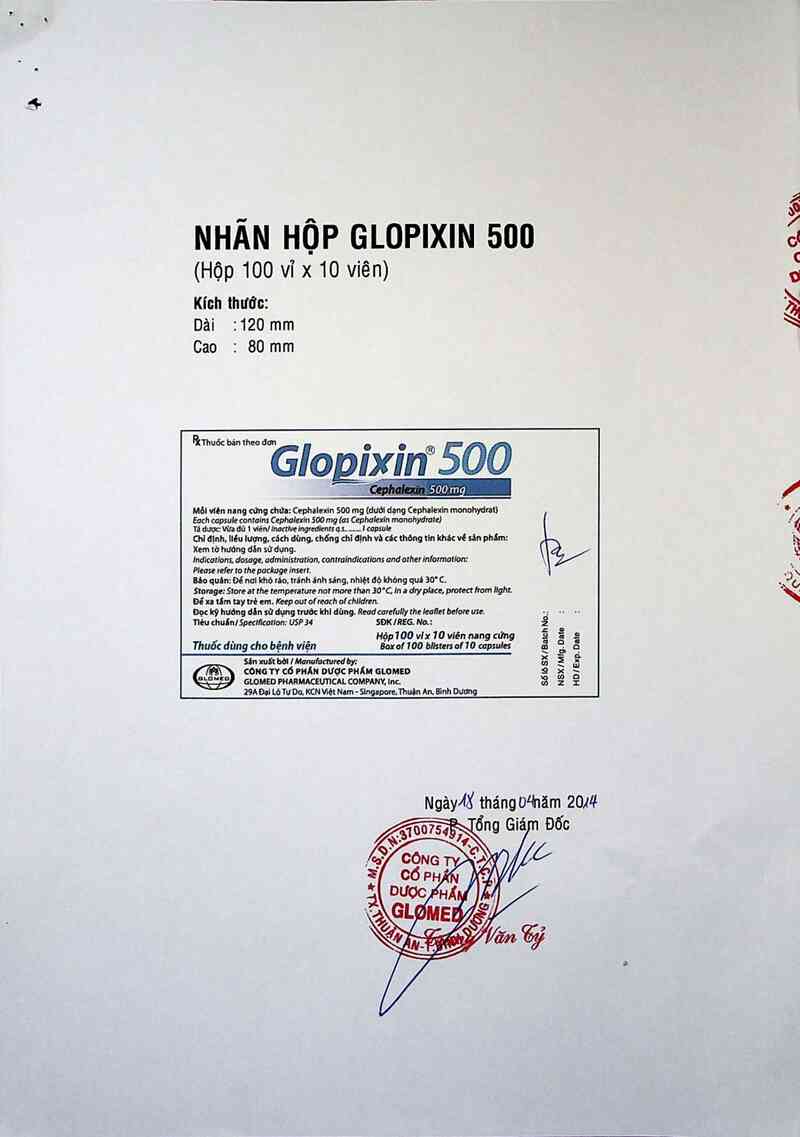 NHÃN HỘP GLOPIXIN 500
(Hộp 100 vỉ x 10 viên)
Kích thước:
Dài : 120 mm
Cao : 80 mm
Rx Thuốc bán theo đơn
Glopixin® 500
Cephalexin 500 mg
Mỗi viên nang cứng chứa: Cephalexin 500 mg (dưới dạng Cephalexin monohydrat)
Each capsule contains Cephalexin 500 mg (as Cephalexin monohydrate)
Tá dược: Vừa đủ 1 viên/ Inactive ingredients q.s........ 1 capsule
Chỉ định, liều lượng, cách dùng, chống chỉ định và các thông tin khác về sản phẩm:
Xem tờ hướng dẫn sử dụng.
Indications, dosage, administration, contraindications and other information:
Please refer to the package insert.
Bảo quản: Để nơi khô ráo, tránh ánh sáng, nhiệt độ không quá 30°C.
Storage: Store at the temperature not more than 30°C, in a dry place, protect from light.
Để xa tầm tay trẻ em. Keep out of reach of children.
Đọc kỹ hướng dẫn sử dụng trước khi dùng. Read carefully the leaflet before use.
Tiêu chuẩn/ Specification: USP 34 SĐK /REG. No.:
Hộp 100 vỉ x 10 viên nang cứng
Thuốc dùng cho bệnh viện Box of 100 blisters of 10 capsules
Số lô SX/Batch No.:
NSX/Mfg. Date :
HD/Exp. Date :
GLOMED
Sản xuất bởi / Manufactured by:
CÔNG TY CỔ PHẦN DƯỢC PHẨM GLOMED
GLOMED PHARMACEUTICAL COMPANY, Inc.
29A Đại Lộ Tự Do, KCN Việt Nam - Singapore, Thuận An, Bình Dương
Ngày 18 tháng 04 năm 2014
P. Tổng Giám Đốc
M.S.D.N:3700754914-C.T.C.P
CÔNG TY
CỔ PHẦN
DƯỢC PHẨM
GLOMED
TX.THUẬN AN-T.BÌNH DƯƠNG
Văn Tỷ